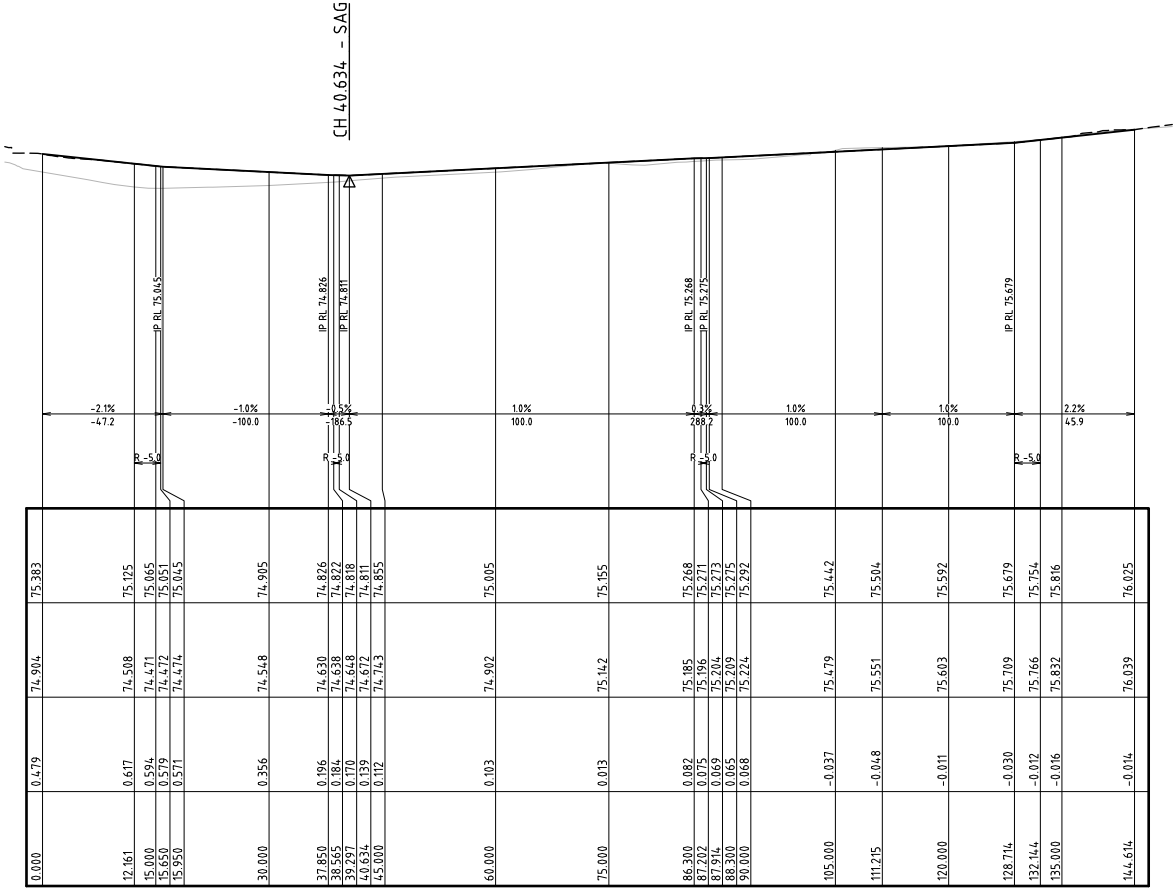 CH 40.634 - SAG
IP RL 75.045
IP RL 74.826
IP RL 74.811
IP RL 75.268
IP RL 75.275
IP RL 75.679
-2.1% -1.0% -0.5% 1.0% 0.3% 1.0% 1.0% 2.2%
-47.2 -100.0 -186.5 100.0 288.2 100.0 100.0 45.9
R -5.0 R -5.0 R -5.0 R -5.0
75.383 75.125 75.065 75.051 75.045 74.905 74.826 74.822 74.818 74.811 74.855 75.005 75.155 75.268 75.271 75.273 75.275 75.292 75.442 75.504 75.592 75.679 75.754 75.816 76.025
74.904 74.508 74.471 74.472 74.474 74.548 74.630 74.638 74.648 74.672 74.743 74.902 75.142 75.185 75.196 75.204 75.209 75.224 75.479 75.551 75.603 75.709 75.766 75.832 76.039
0.479 0.617 0.594 0.579 0.571 0.356 0.196 0.184 0.170 0.139 0.112 0.103 0.013 0.082 0.075 0.069 0.065 0.068 -0.037 -0.048 -0.011 -0.030 -0.012 -0.016 -0.014
0.000 12.161 15.000 15.650 15.950 30.000 37.850 38.565 39.297 40.634 45.000 60.000 75.000 86.300 87.202 87.914 88.300 90.000 105.000 111.215 120.000 128.714 132.144 135.000 144.614